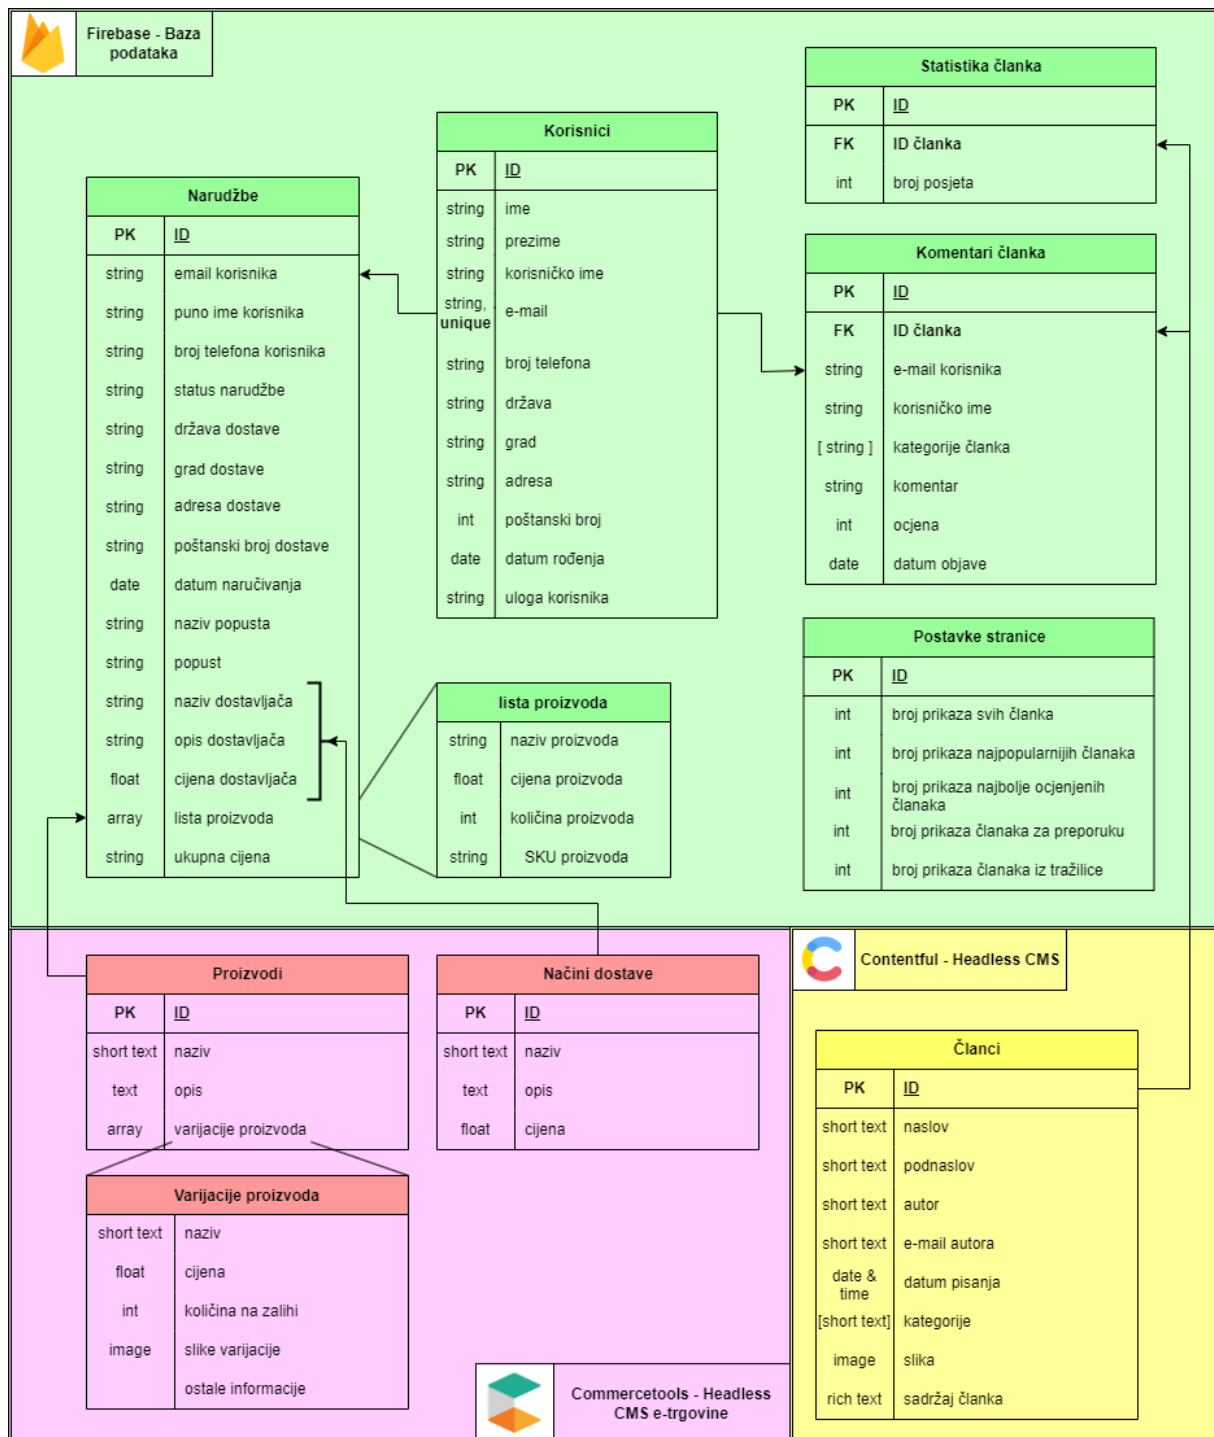 Firebase - Baza
podataka
Statistika članka
PK ID
FK ID članka
int broj posjeta
Korisnici
PK ID
string ime
string prezime
string korisničko ime
string,
unique e-mail
string broj telefona
string država
string grad
string adresa
int poštanski broj
date datum rođenja
string uloga korisnika
Narudžbe
PK ID
string email korisnika
string puno ime korisnika
string broj telefona korisnika
string status narudžbe
string država dostave
string grad dostave
string adresa dostave
string poštanski broj dostave
date datum naručivanja
string naziv popusta
string popust
string naziv dostavljača
string opis dostavljača
float cijena dostavljača
array lista proizvoda
string ukupna cijena
Komentari članka
PK ID
FK ID članka
string e-mail korisnika
string korisničko ime
[ string ] kategorije članka
string komentar
int ocjena
date datum objave
lista proizvoda
string naziv proizvoda
float cijena proizvoda
int količina proizvoda
string SKU proizvoda
Postavke stranice
PK ID
int broj prikaza svih članka
int broj prikaza najpopularnijih članaka
int broj prikaza najbolje ocjenjenih
članaka
int broj prikaza članaka za preporuku
int broj prikaza članaka iz tražilice
Proizvodi
PK ID
short text naziv
text opis
array varijacije proizvoda
Načini dostave
PK ID
short text naziv
text opis
float cijena
Varijacije proizvoda
short text naziv
float cijena
int količina na zalihi
image slike varijacije
ostale informacije
Commercetools - Headless
CMS e-trgovine
Contentful - Headless CMS
Članci
PK ID
short text naslov
short text podnaslov
short text autor
short text e-mail autora
date &
time datum pisanja
[short text] kategorije
image slika
rich text sadržaj članka